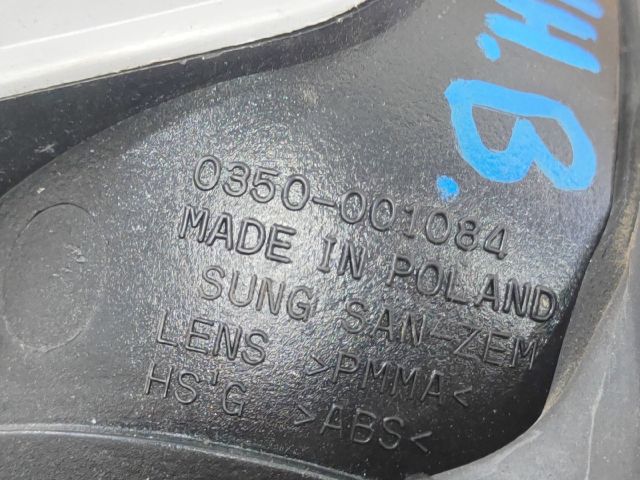 H.B.
0350-001084
MADE IN POLAND
SUNG SAN-ZEM
LENS >PMMA<
HS'G >ABS<